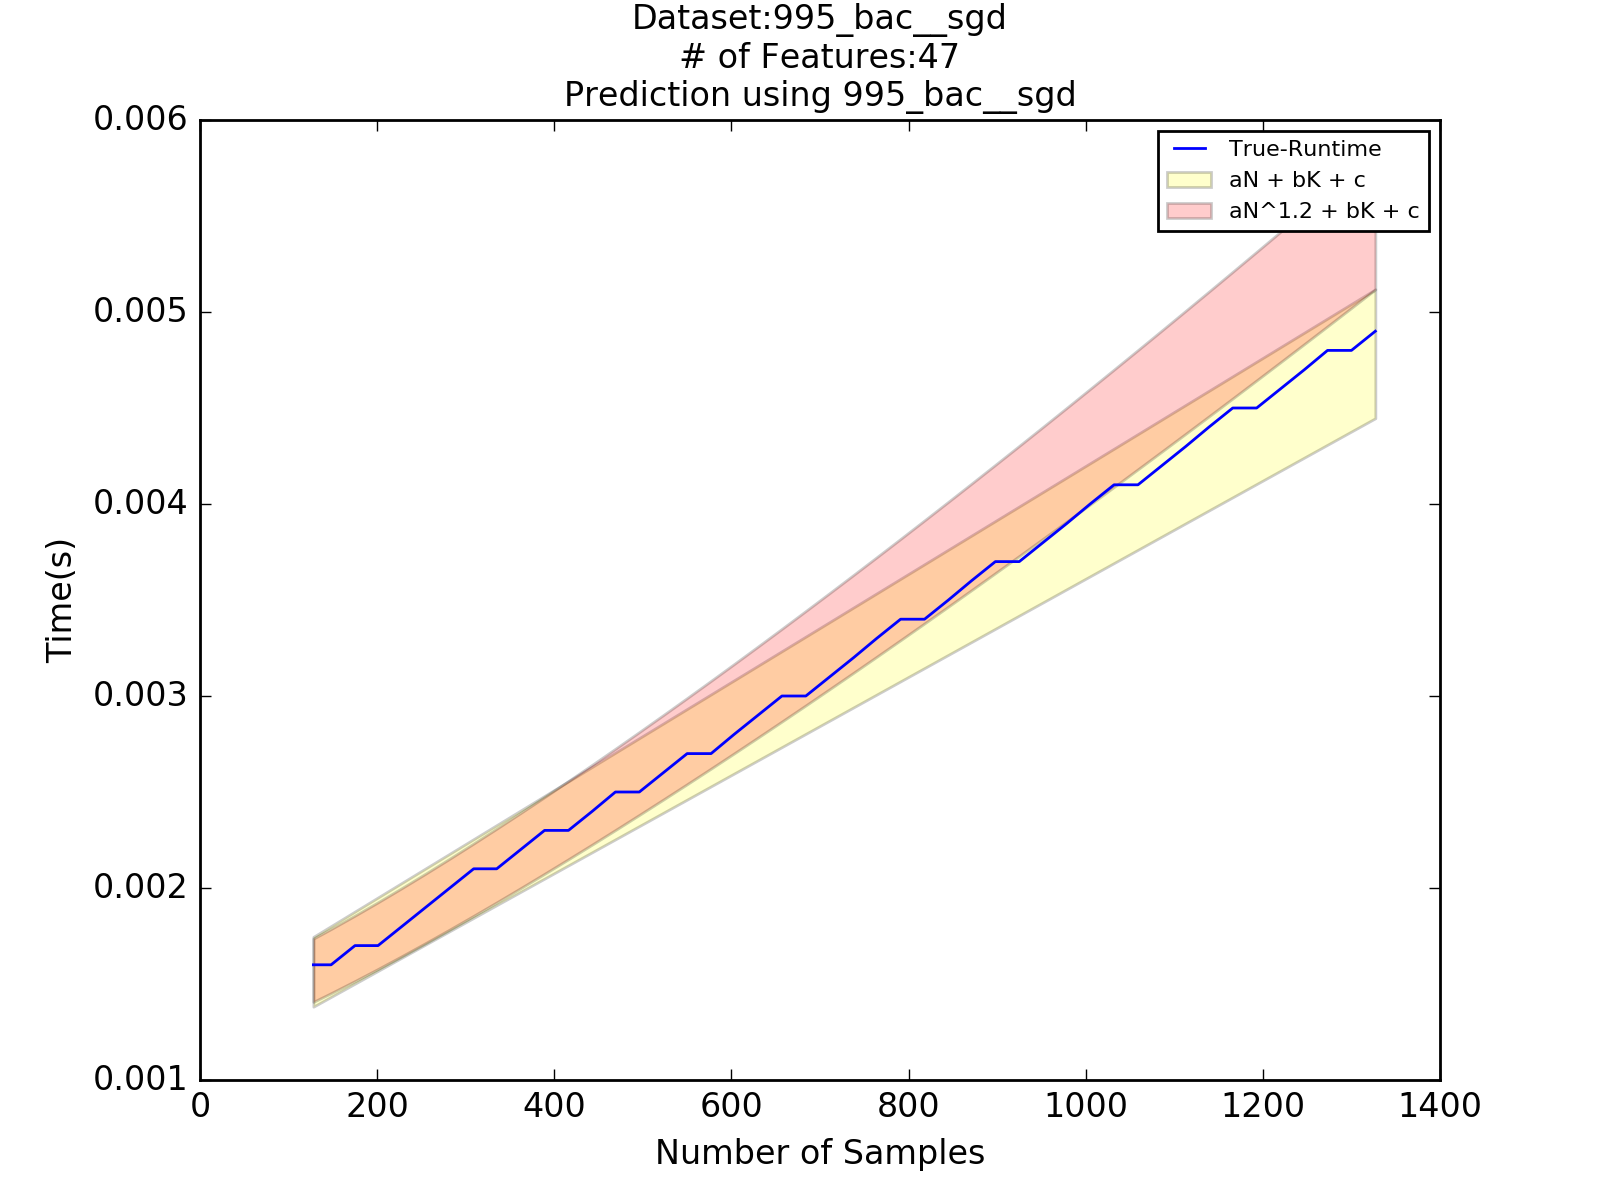 Dataset:995_bac__sgd
# of Features:47
Prediction using 995_bac__sgd
0.006
0.005
0.004
0.003
0.002
0.001
Time(s)
True-Runtime
aN + bK + c
aN^1.2 + bK + c
0 200 400 600 800 1000 1200 1400
Number of Samples